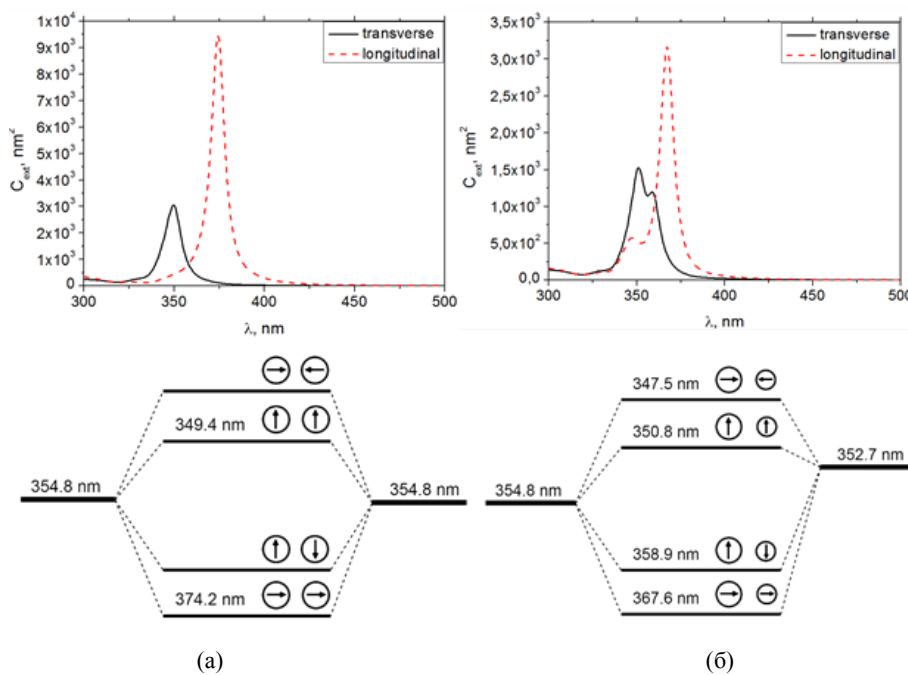 1x10⁴
9x10³
8x10³
7x10³
6x10³
5x10³
4x10³
3x10³
2x10³
1x10³
0
C_ext, nm²
transverse
longitudinal
300 350 400 450 500
λ, nm
3,5x10³
3,0x10³
2,5x10³
2,0x10³
1,5x10³
1,0x10³
5,0x10²
0,0
C_ext, nm²
transverse
longitudinal
300 350 400 450 500
λ, nm
349.4 nm
354.8 nm
354.8 nm
374.2 nm
347.5 nm
350.8 nm
354.8 nm
352.7 nm
358.9 nm
367.6 nm
(а)
(б)